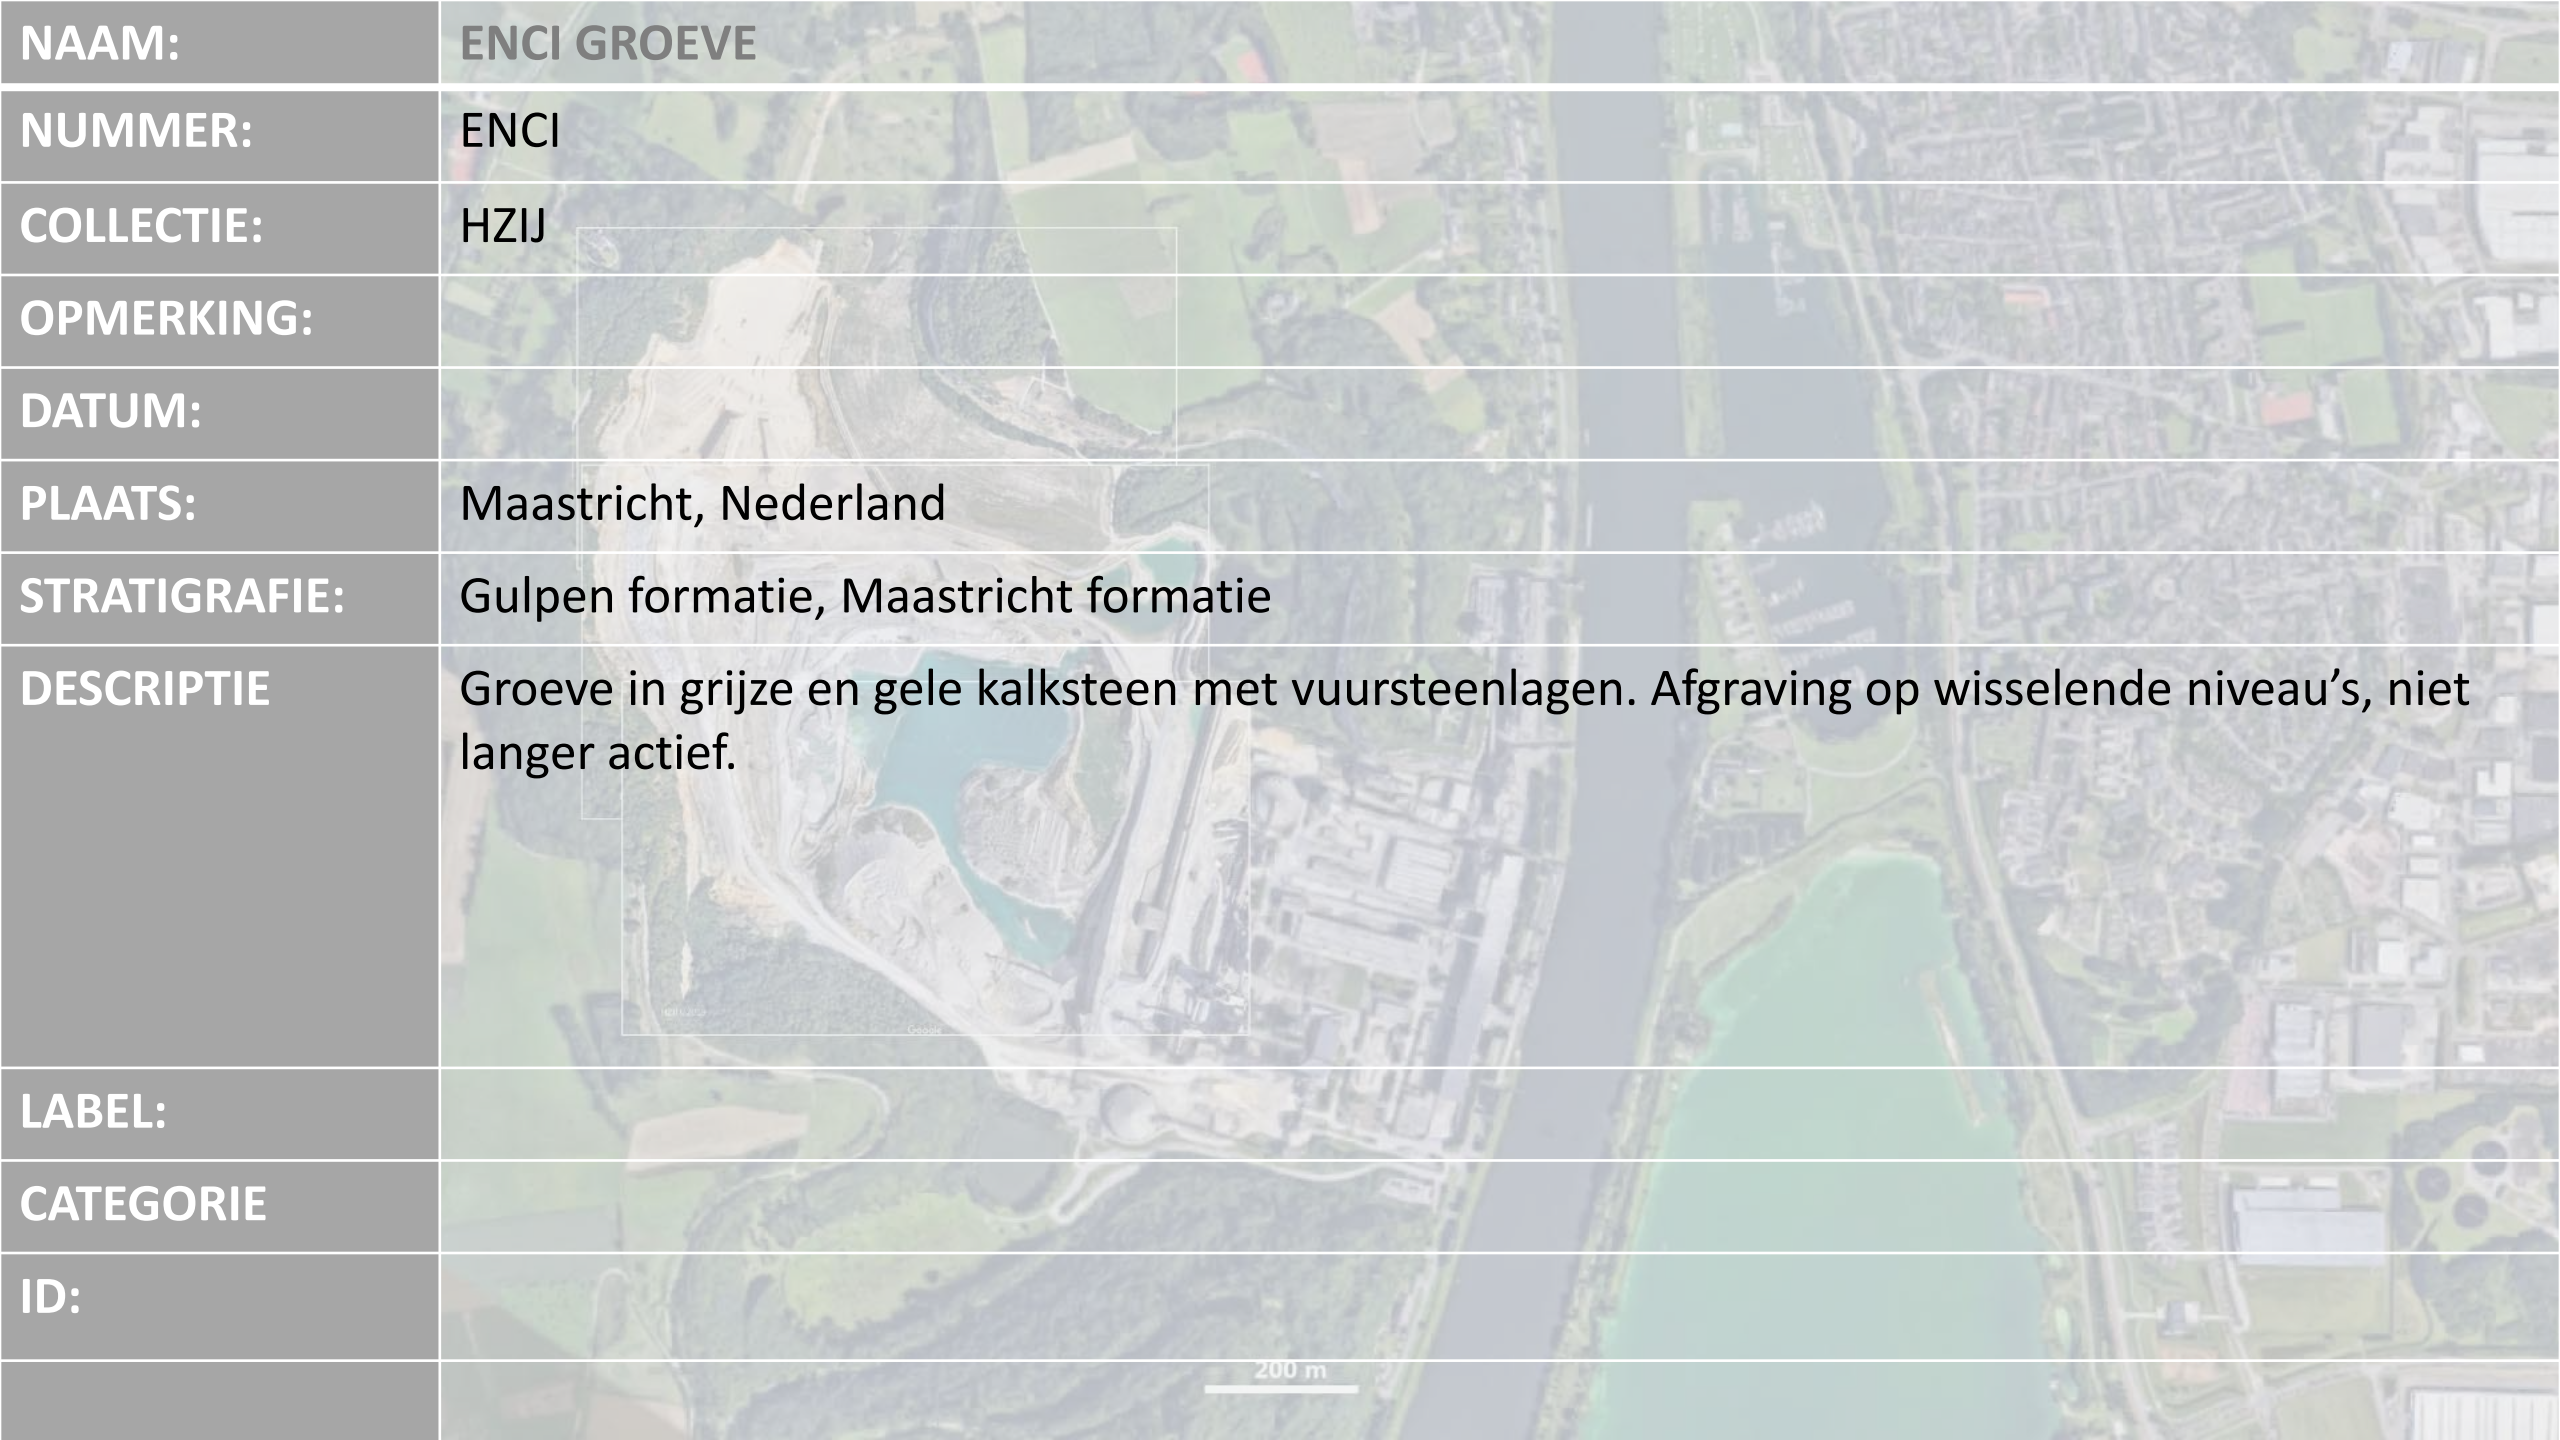 NAAM: ENCI GROEVE
NUMMER: ENCI
COLLECTIE: HZIJ
OPMERKING:
DATUM:
PLAATS: Maastricht, Nederland
STRATIGRAFIE: Gulpen formatie, Maastricht formatie
DESCRIPTIE Groeve in grijze en gele kalksteen met vuursteenlagen. Afgraving op wisselende niveau’s, niet
langer actief.
Google
LABEL:
CATEGORIE
ID:
200 m